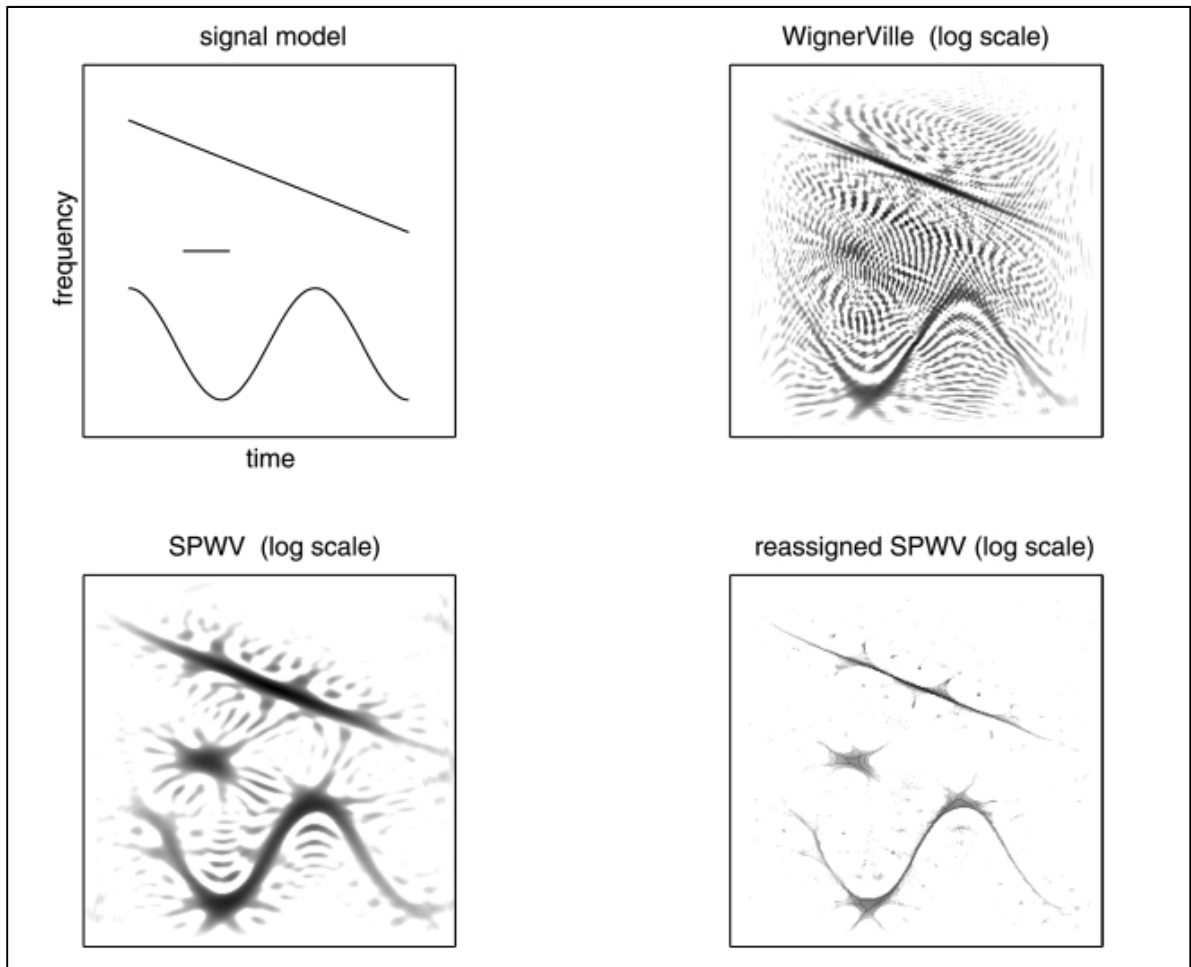 signal model
WignerVille (log scale)
frequency
time
SPWV (log scale)
reassigned SPWV (log scale)